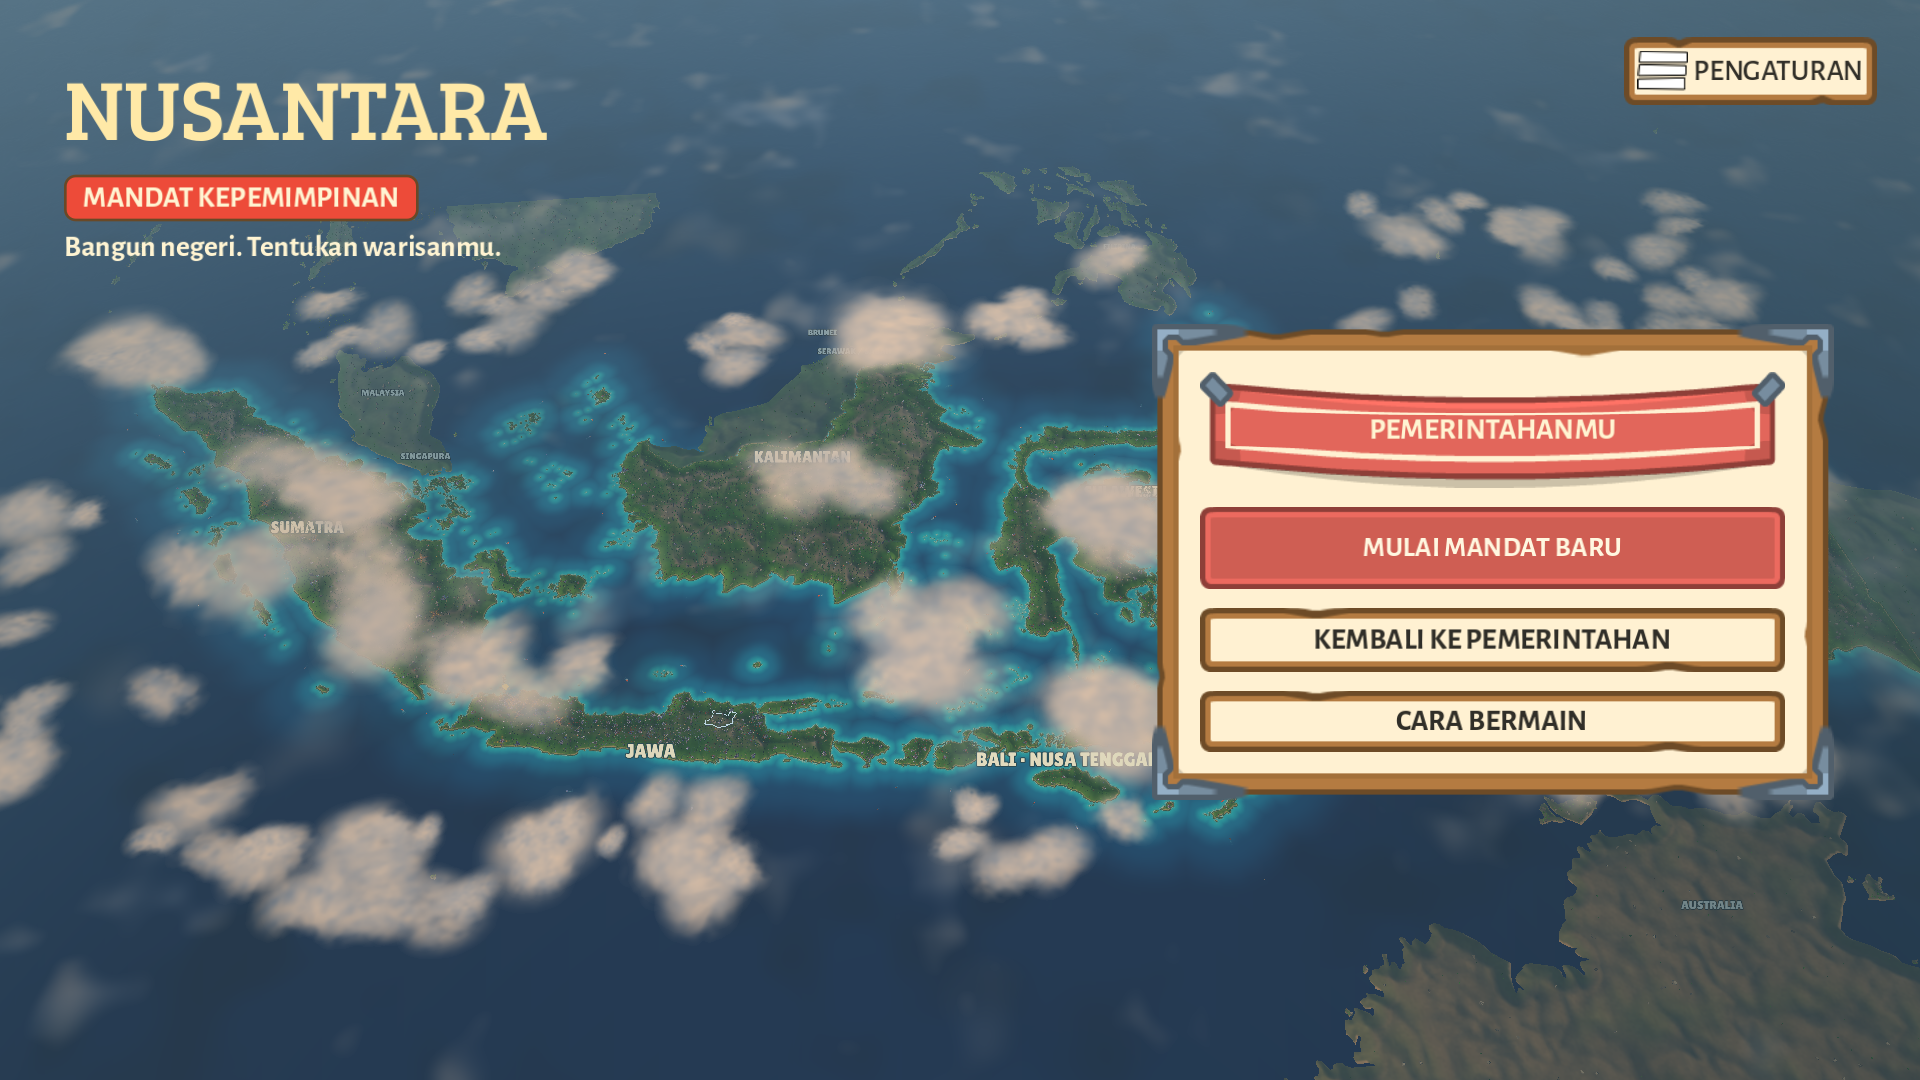 NUSANTARA
MANDAT KEPEMIMPINAN
Bangun negeri. Tentukan warisanmu.
PENGATURAN
BRUNEI
MALAYSIA
SINGAPURA
KALIMANTAN
SUMATRA
JAWA
BALI · NUSA TENGGA
AUSTRALIA
PEMERINTAHANMU
MULAI MANDAT BARU
KEMBALI KE PEMERINTAHAN
CARA BERMAIN